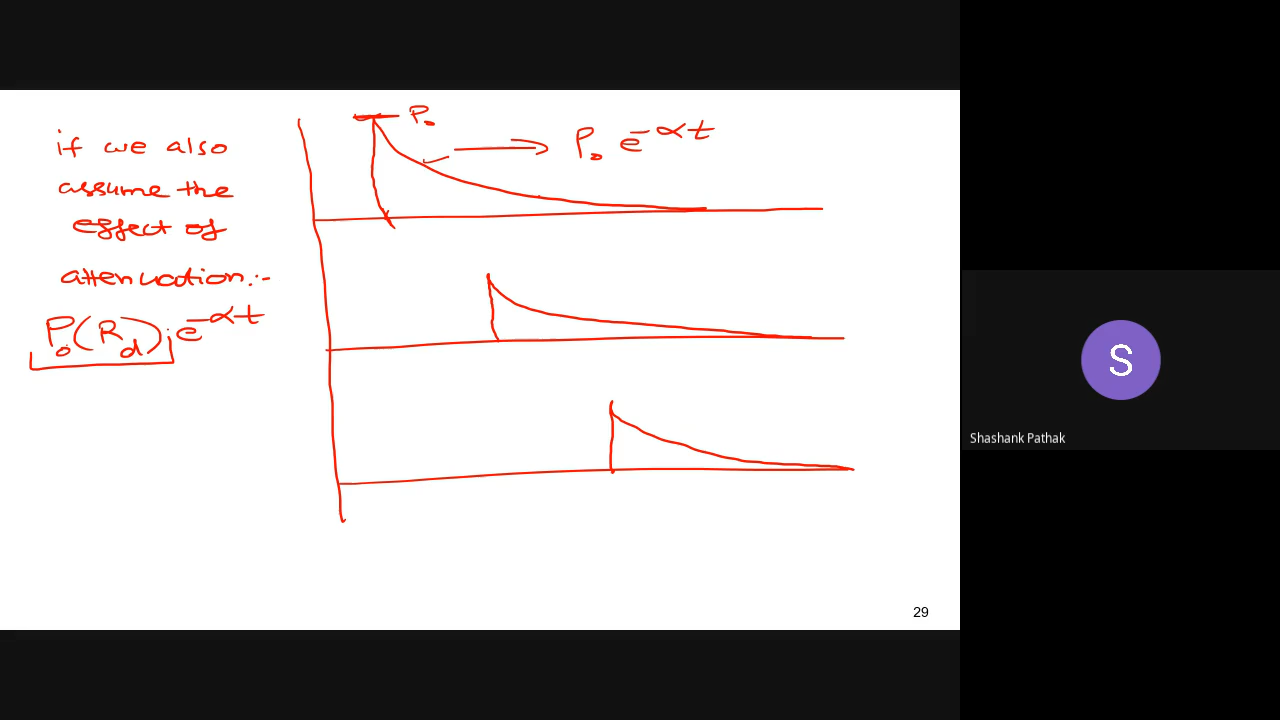 if we also
assume the
effect of
attenuation:-
P₀(R_d)ⱼ e^{-αt}
P₀
P₀ e^{-αt}
29
S
Shashank Pathak